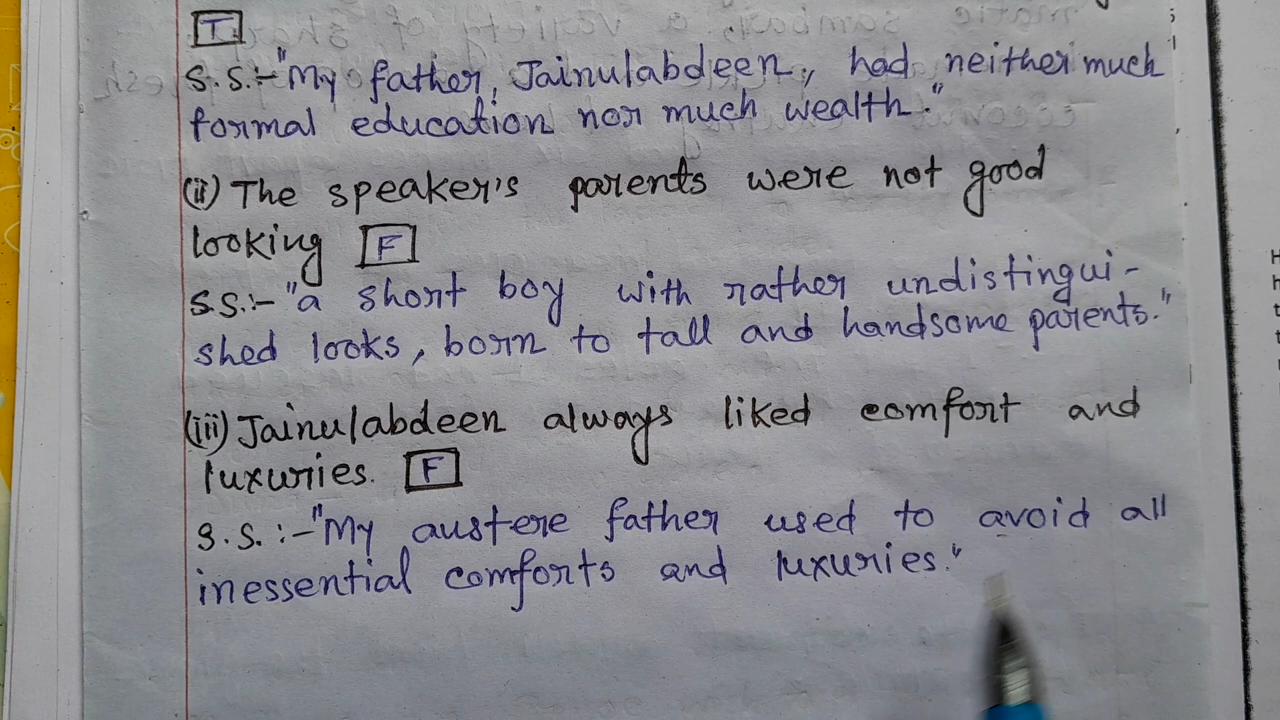 T
S.S:- "My father, Jainulabdeen, had neither much
formal education nor much wealth."
(ii) The speaker's parents were not good
looking F
S.S:- "a short boy with rather undistingui-
shed looks, born to tall and handsome parents."
(iii) Jainulabdeen always liked comfort and
luxuries. F
S.S.:- "My austere father used to avoid all
inessential comforts and luxuries."